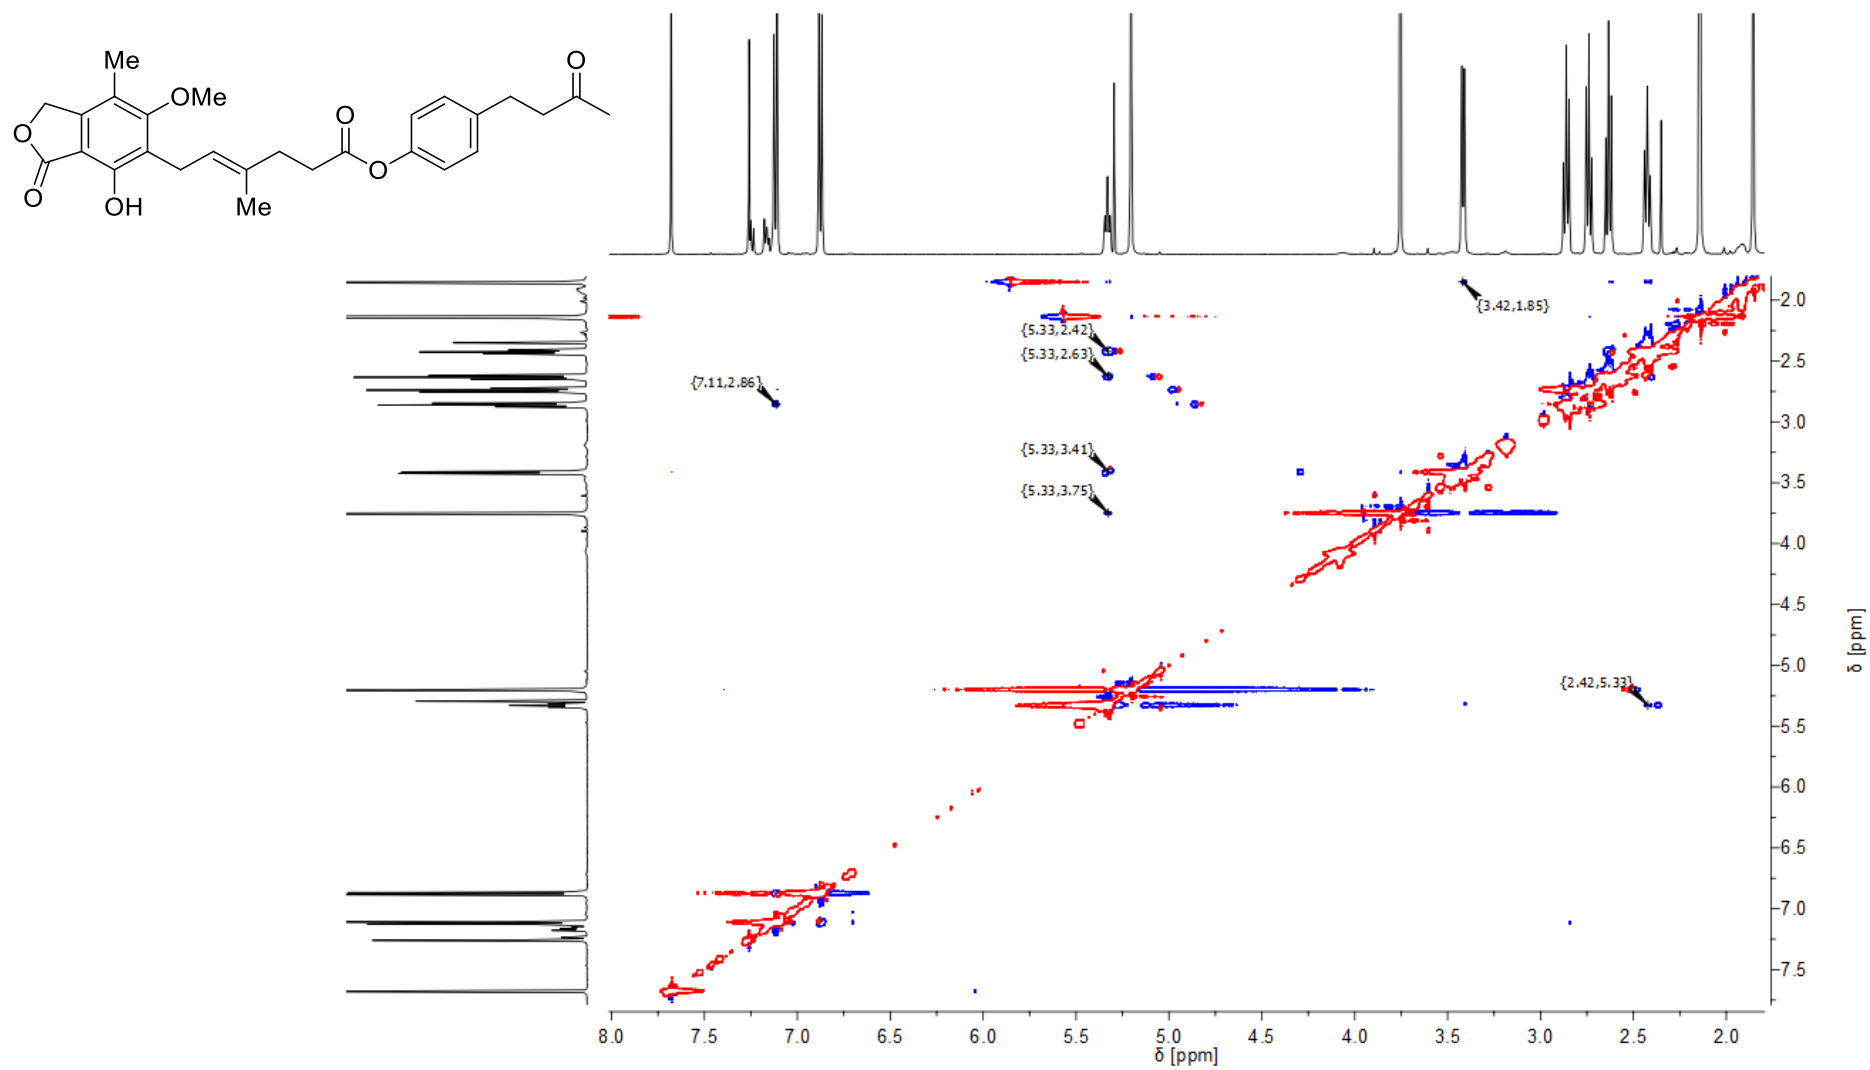 Me
O
OMe
O
O
O
O
OH
Me
{3.42,1.85}
{5.33,2.42}
{5.33,2.63}
{7.11,2.86}
{5.33,3.41}
{5.33,3.75}
{2.42,5.33}
2.0
2.5
3.0
3.5
4.0
4.5
5.0
5.5
6.0
6.5
7.0
7.5
δ [ppm]
8.0 7.5 7.0 6.5 6.0 5.5 5.0 4.5 4.0 3.5 3.0 2.5 2.0
δ [ppm]